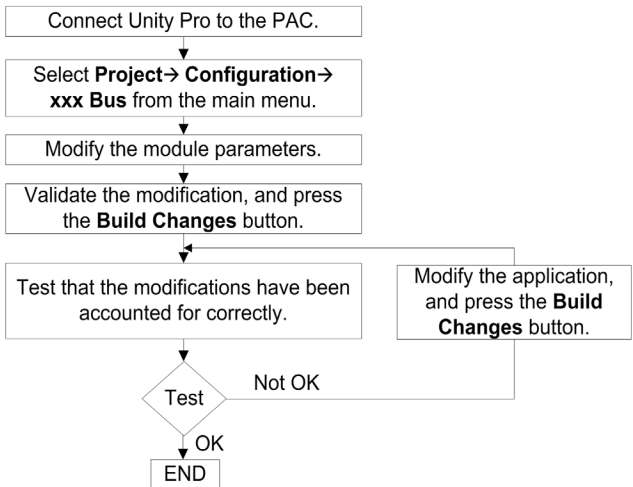 Connect Unity Pro to the PAC.
Select Project→ Configuration→
xxx Bus from the main menu.
Modify the module parameters.
Validate the modification, and press
the Build Changes button.
Test that the modifications have been
accounted for correctly.
Modify the application,
and press the Build
Changes button.
Test
Not OK
OK
END